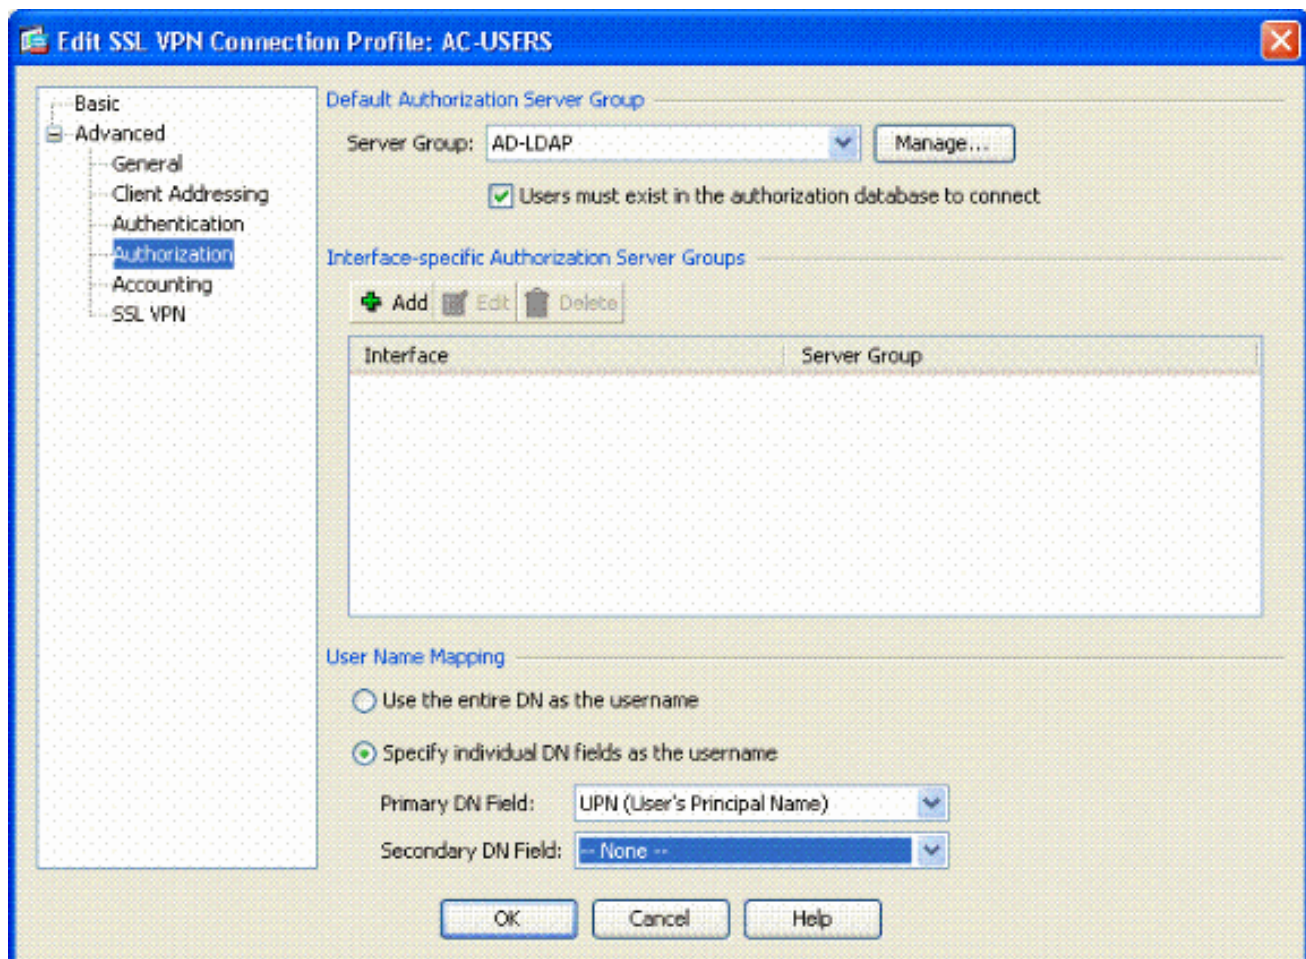 Edit SSL VPN Connection Profile: AC-USERS
Basic
Advanced
General
Client Addressing
Authentication
Authorization
Accounting
SSL VPN
Default Authorization Server Group
Server Group: AD-LDAP Manage...
Users must exist in the authorization database to connect
Interface-specific Authorization Server Groups
Add Edit Delete
Interface Server Group
User Name Mapping
Use the entire DN as the username
Specify individual DN fields as the username
Primary DN Field: UPN (User's Principal Name)
Secondary DN Field: -- None --
OK Cancel Help